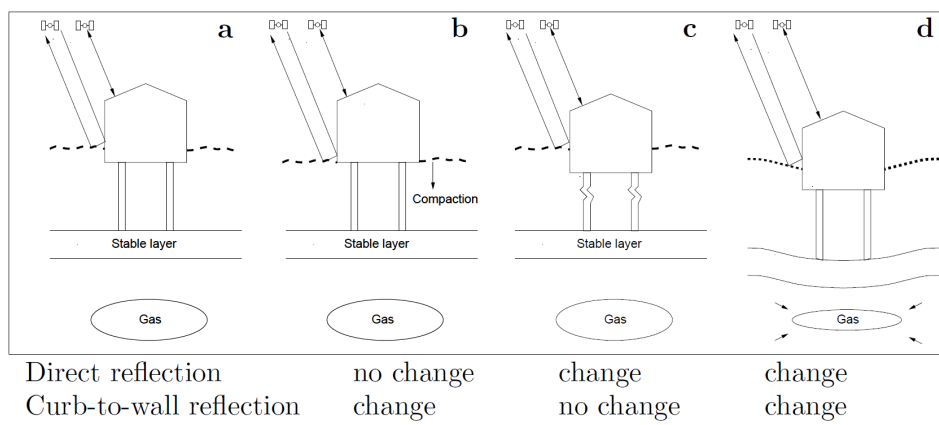 a b c d
Compaction
Stable layer Stable layer Stable layer
Gas Gas Gas Gas
Direct reflection no change change change
Curb-to-wall reflection change no change change